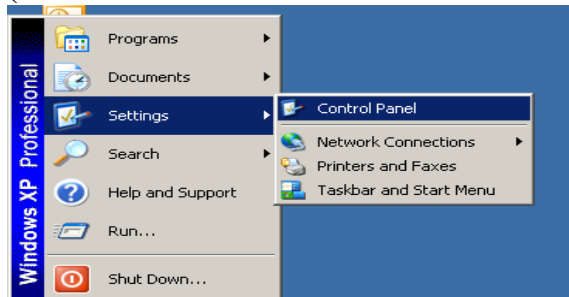 Windows XP Professional
Programs
Documents
Settings
Search
Help and Support
Run...
Shut Down...
Control Panel
Network Connections
Printers and Faxes
Taskbar and Start Menu